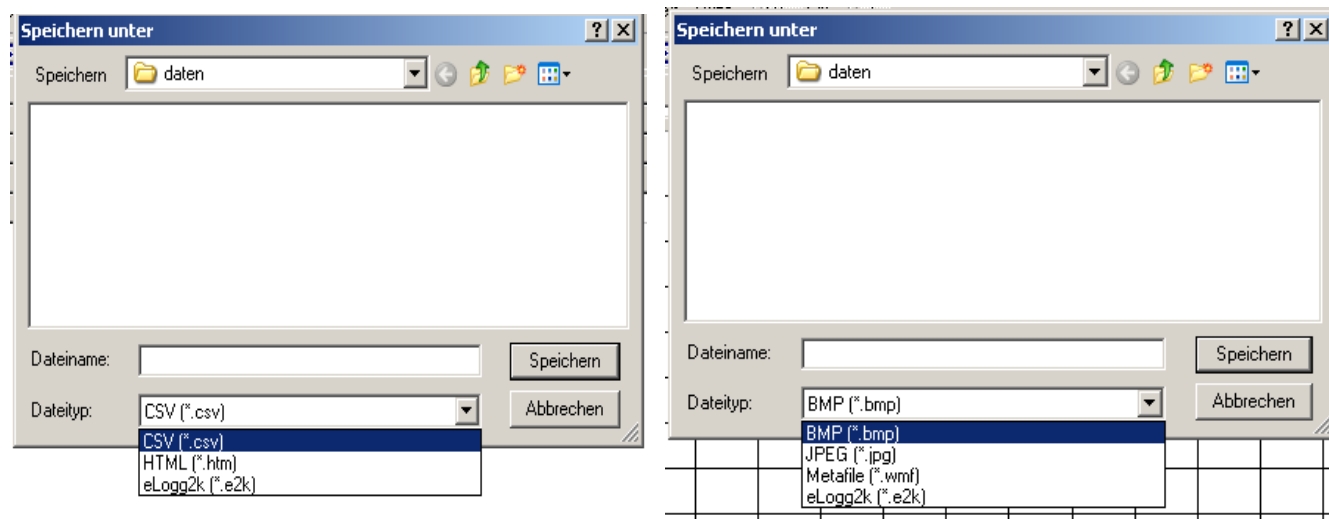 Speichern unter
Speichern daten
Dateiname:
Speichern
Dateityp: CSV (*.csv)
Abbrechen
CSV (*.csv)
HTML (*.htm)
eLogg2k (*.e2k)
Speichern unter
Speichern daten
Dateiname:
Speichern
Dateityp: BMP (*.bmp)
Abbrechen
BMP (*.bmp)
JPEG (*.jpg)
Metafile (*.wmf)
eLogg2k (*.e2k)